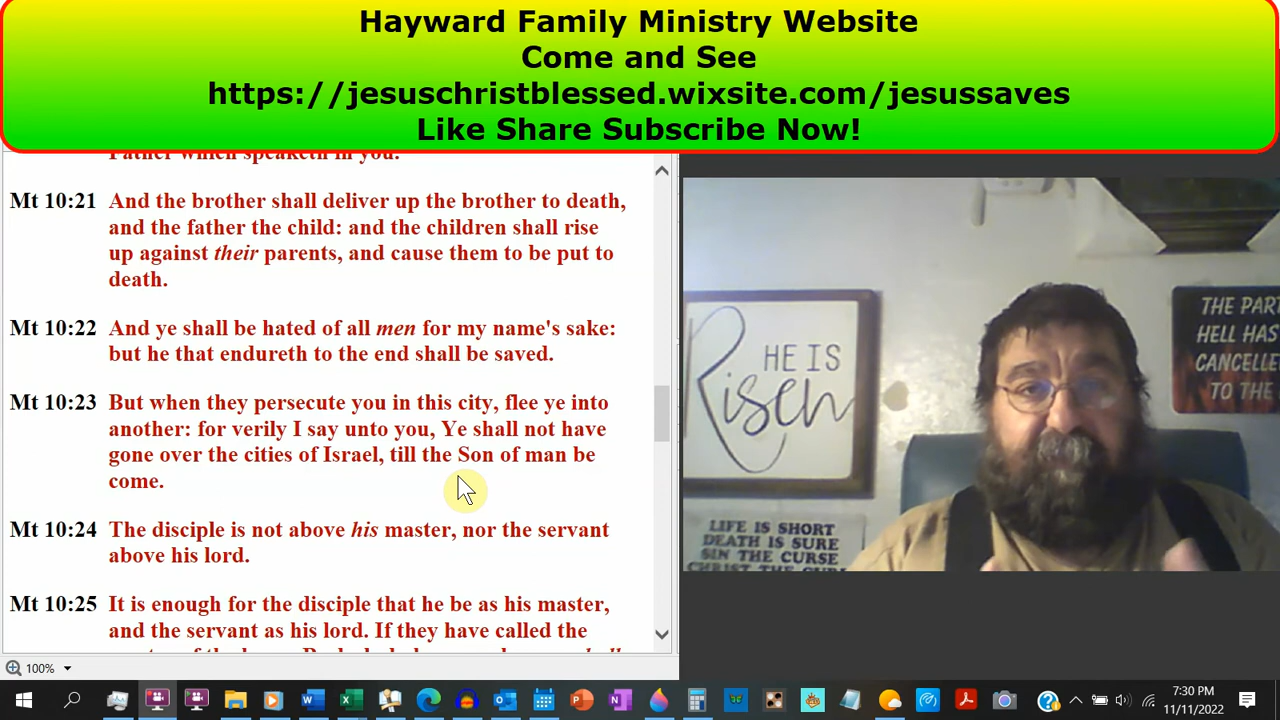 Hayward Family Ministry Website
Come and See
https://jesuschristblessed.wixsite.com/jesussaves
Like Share Subscribe Now!
Father which speaketh in you.
Mt 10:21 And the brother shall deliver up the brother to death,
and the father the child: and the children shall rise
up against their parents, and cause them to be put to
death.
Mt 10:22 And ye shall be hated of all men for my name's sake:
but he that endureth to the end shall be saved.
Mt 10:23 But when they persecute you in this city, flee ye into
another: for verily I say unto you, Ye shall not have
gone over the cities of Israel, till the Son of man be
come.
Mt 10:24 The disciple is not above his master, nor the servant
above his lord.
Mt 10:25 It is enough for the disciple that he be as his master,
and the servant as his lord. If they have called the
HE IS
Risen
THE PAR
HELL HAS
CANCELLE
TO THE
LIFE IS SHORT
DEATH IS SURE
SIN THE CURSE
CHRIST THE CUR
100%
7:30 PM
11/11/2022